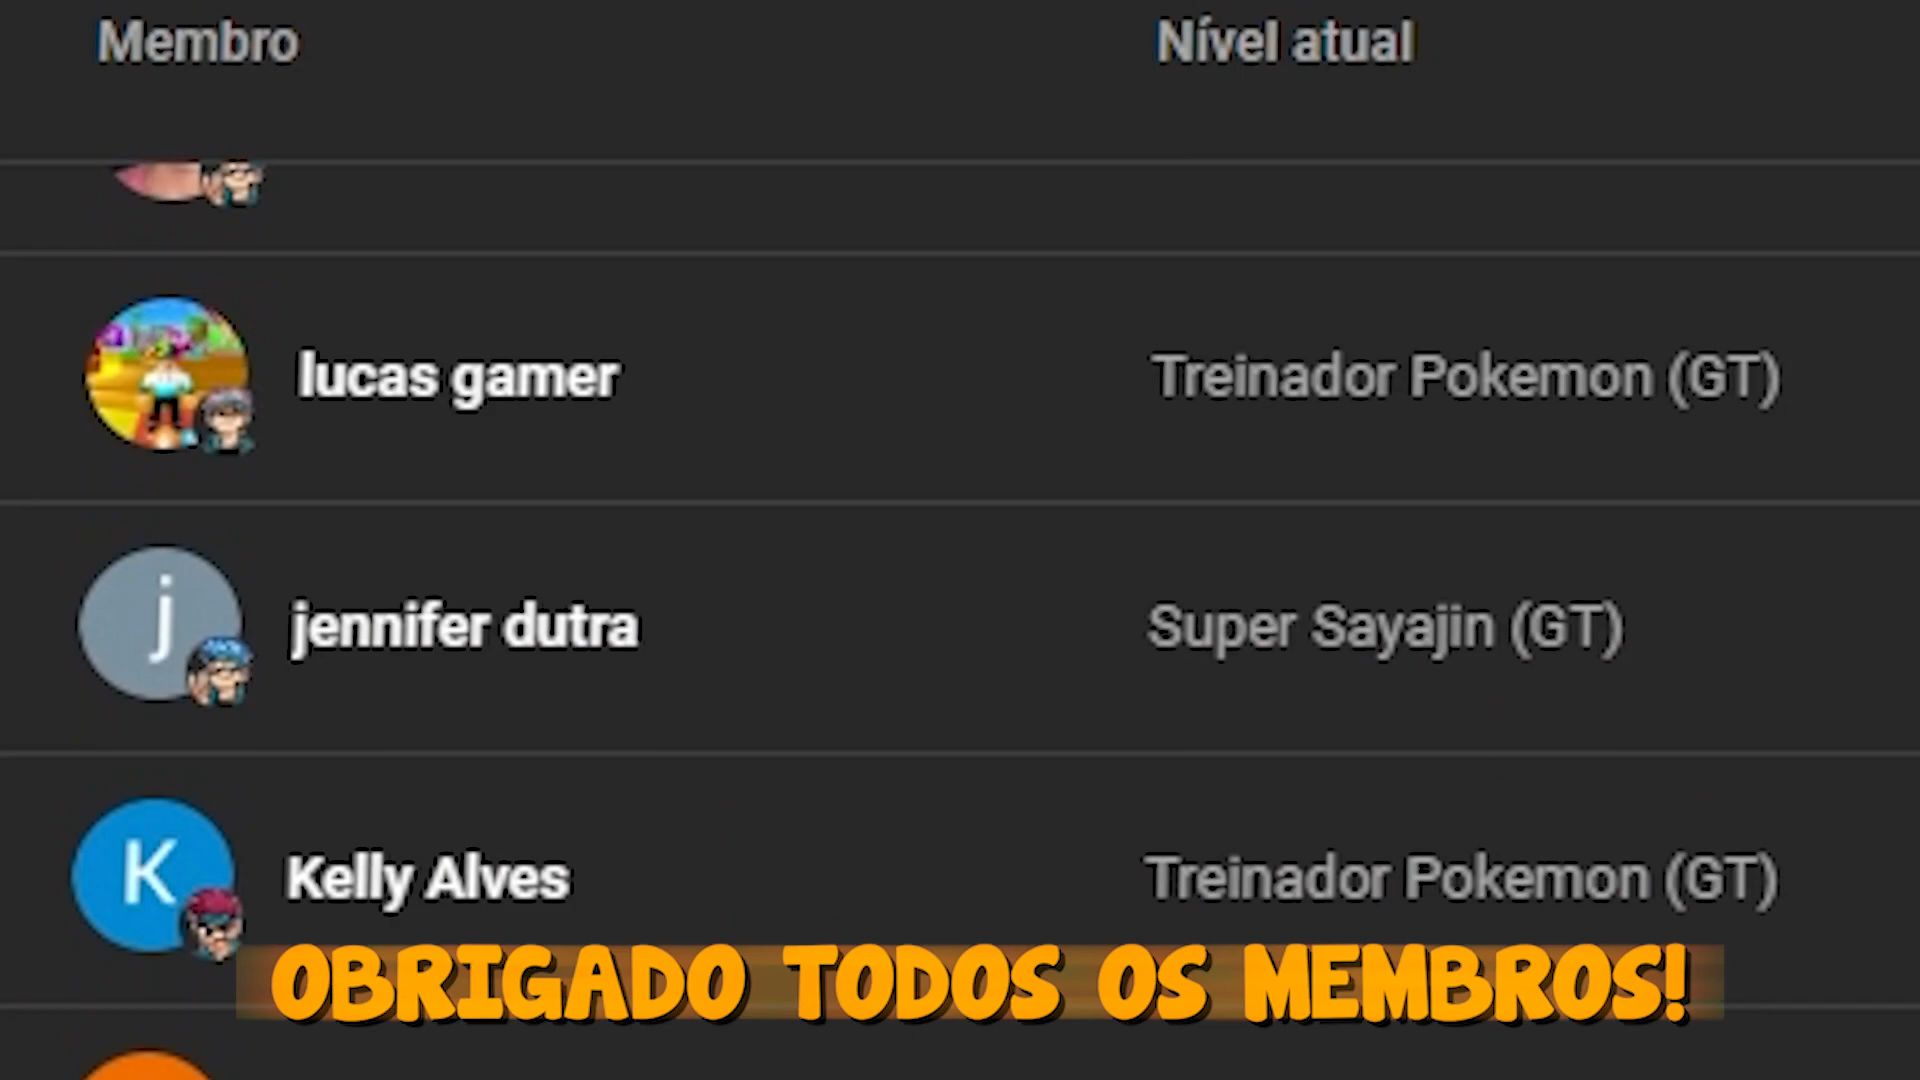 Membro Nível atual
lucas gamer Treinador Pokemon (GT)
j
jennifer dutra Super Sayajin (GT)
K
Kelly Alves Treinador Pokemon (GT)
OBRIGADO TODOS OS MEMBROS!